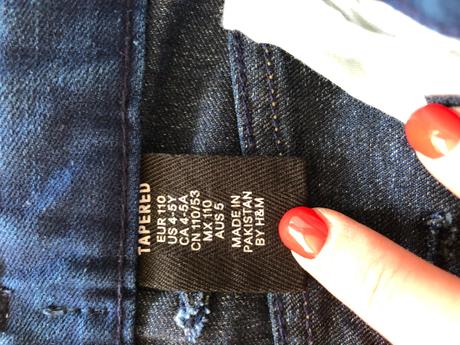 TAPERED
EUR 110
US 4-5Y
CA 4-5A
CN 110/53
MX 110
AUS 5
MADE IN
PAKISTAN
BY H&M